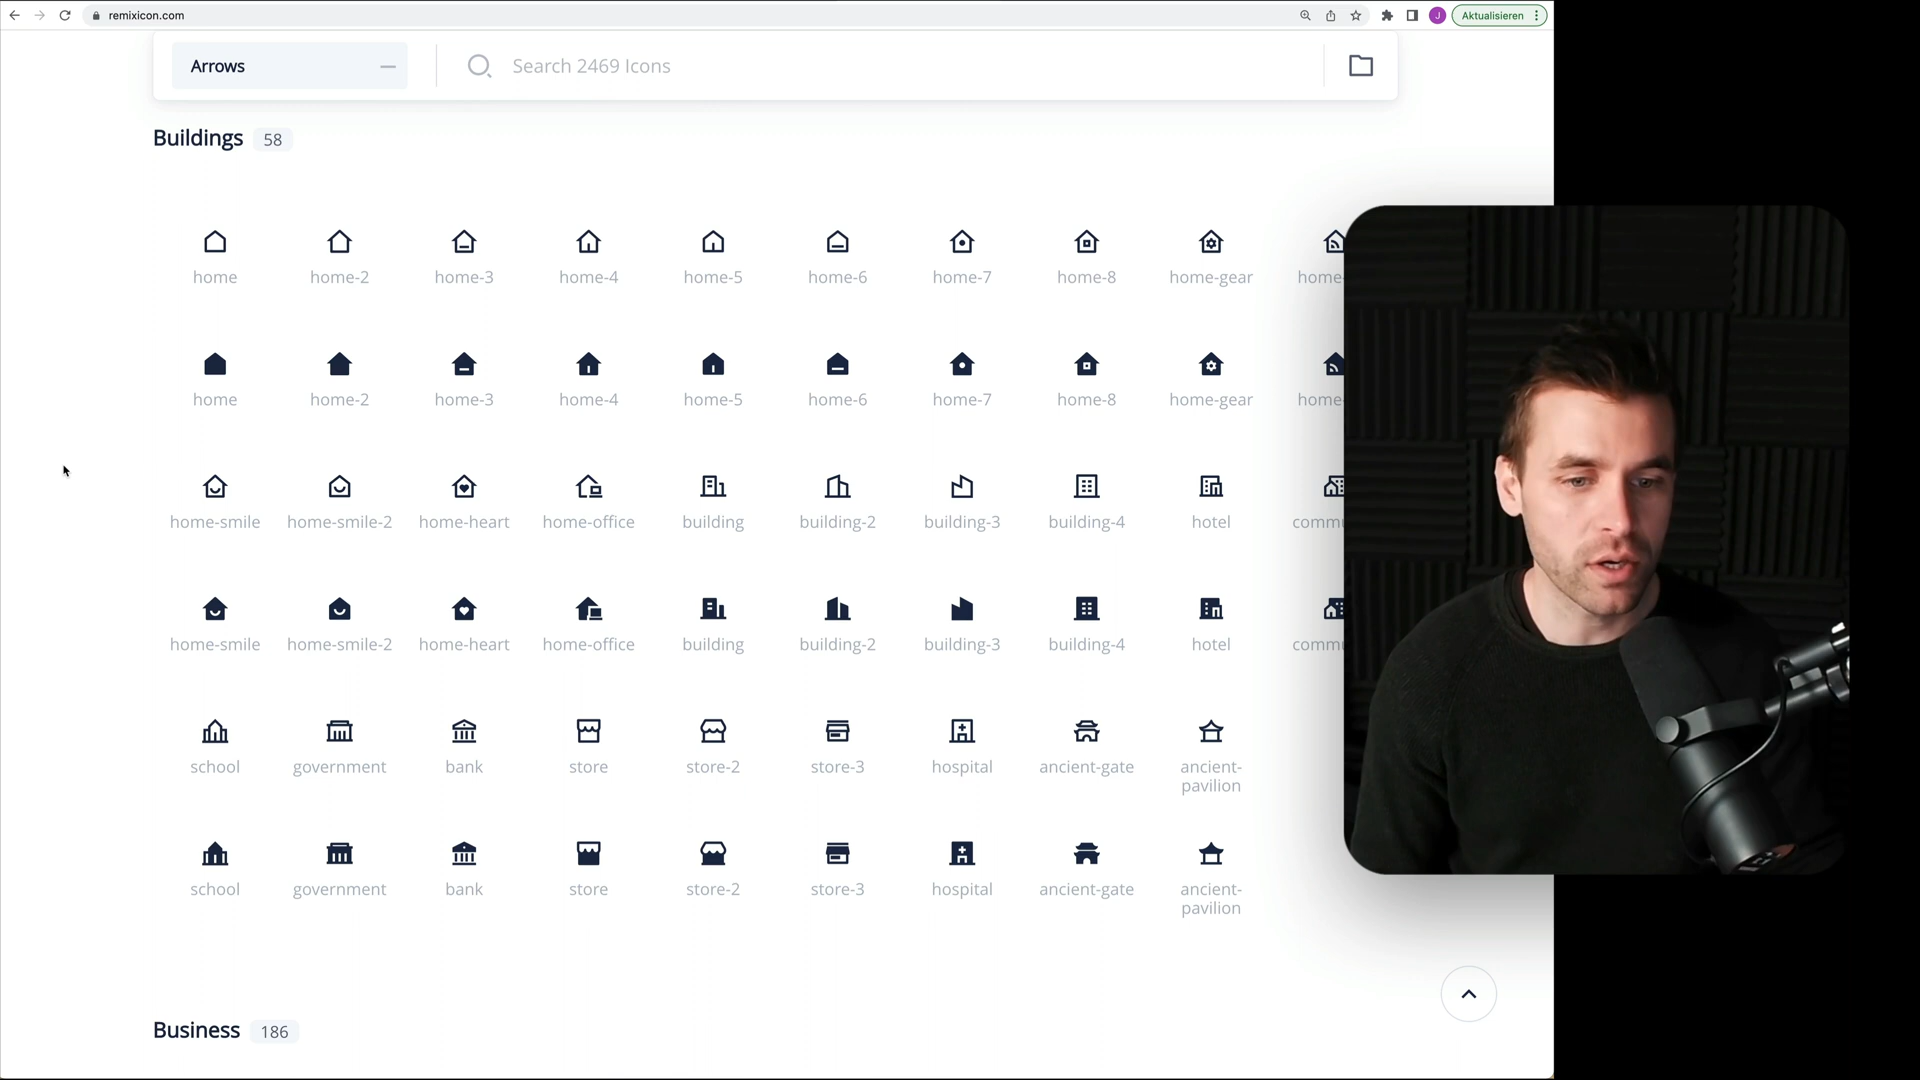 remixicon.com
J
Aktualisieren
Arrows
Search 2469 Icons
Buildings 58
home home-2 home-3 home-4 home-5 home-6 home-7 home-8 home-gear home-
home home-2 home-3 home-4 home-5 home-6 home-7 home-8 home-gear home-
home-smile home-smile-2 home-heart home-office building building-2 building-3 building-4 hotel commu
home-smile home-smile-2 home-heart home-office building building-2 building-3 building-4 hotel commu
school government bank store store-2 store-3 hospital ancient-gate ancient-
pavilion
school government bank store store-2 store-3 hospital ancient-gate ancient-
pavilion
Business 186